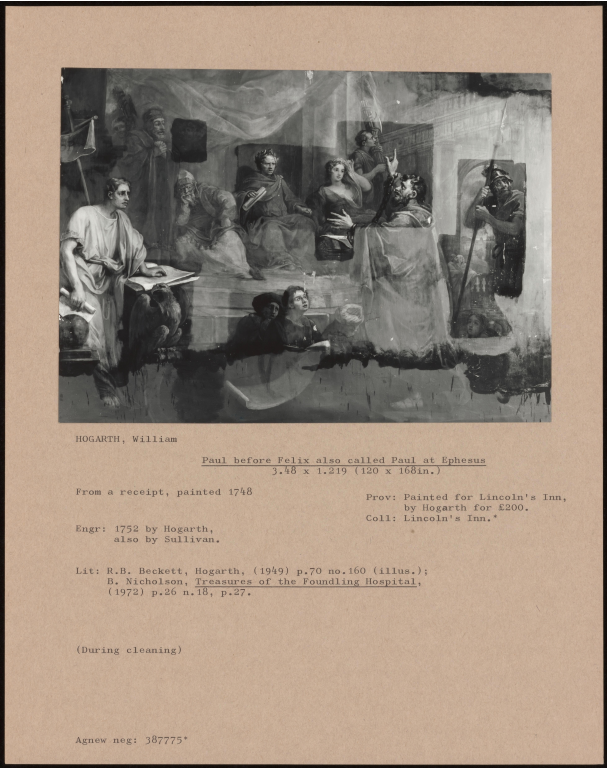 HOGARTH, William
Paul before Felix also called Paul at Ephesus
3.48 x 1.219 (120 x 168in.)
From a receipt, painted 1748
Prov: Painted for Lincoln's Inn,
by Hogarth for £200.
Coll: Lincoln's Inn.*
Engr: 1752 by Hogarth,
also by Sullivan.
Lit: R.B. Beckett, Hogarth, (1949) p.70 no.160 (illus.);
B. Nicholson, Treasures of the Foundling Hospital,
(1972) p.26 n.18, p.27.
(During cleaning)
Agnew neg: 387775*